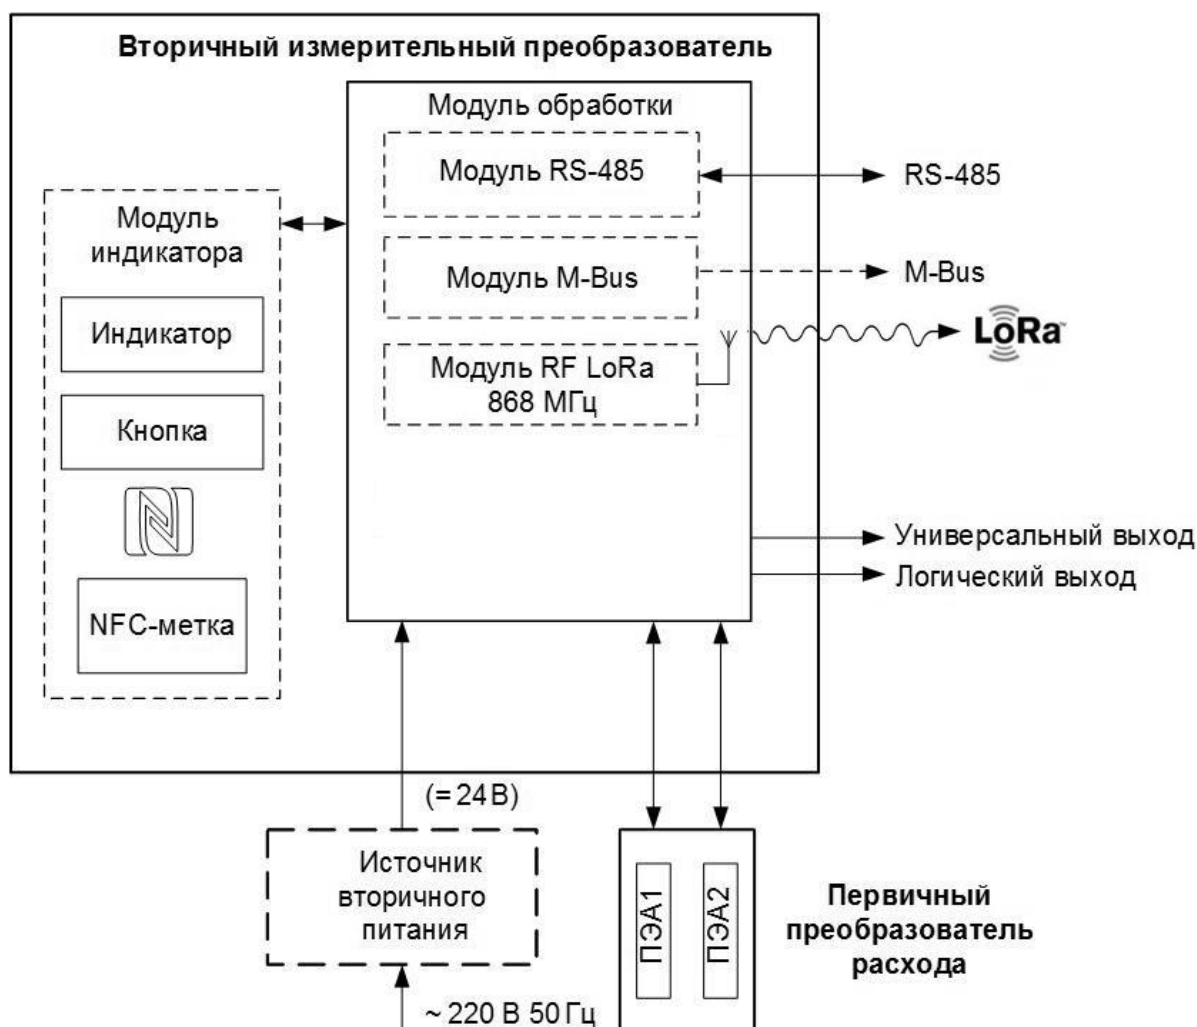 Вторичный измерительный преобразователь
Модуль обработки
Модуль RS-485
RS-485
Модуль
индикатора
Модуль M-Bus
M-Bus
Индикатор
Модуль RF LoRa
868 МГц
LoRa
Кнопка
Универсальный выход
Логический выход
NFC-метка
(=24В)
Источник
вторичного
питания
ПЭА1
ПЭА2
Первичный
преобразователь
расхода
~220 В 50 Гц